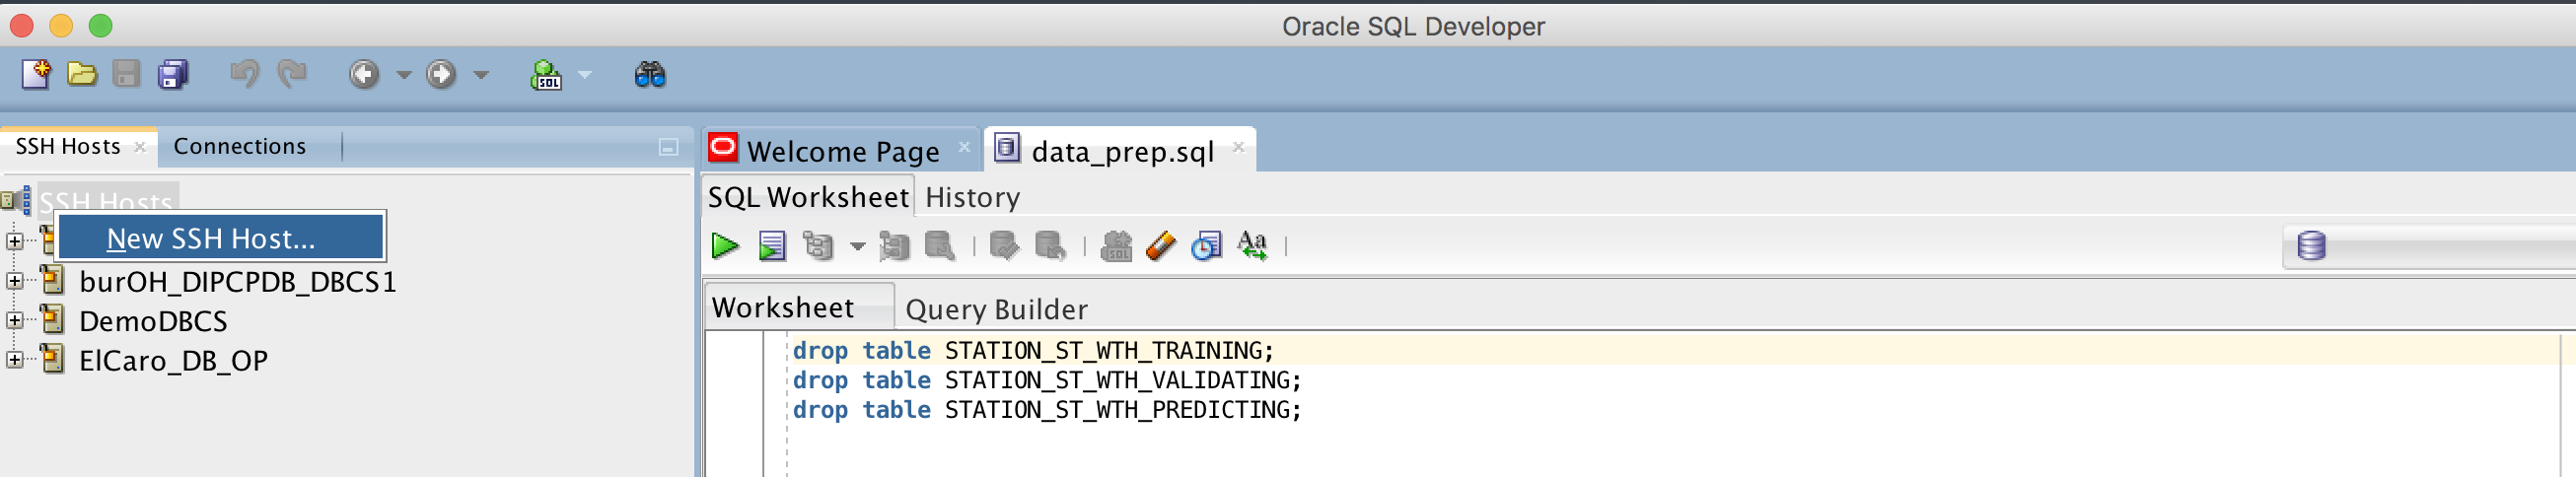 Oracle SQL Developer
SSH Hosts
Connections
SSH Hosts
New SSH Host...
burOH_DIPCPDB_DBCS1
DemoDBCS
ElCaro_DB_OP
Welcome Page
data_prep.sql
SQL Worksheet
History
Worksheet
Query Builder
drop table STATION_ST_WTH_TRAINING;
drop table STATION_ST_WTH_VALIDATING;
drop table STATION_ST_WTH_PREDICTING;